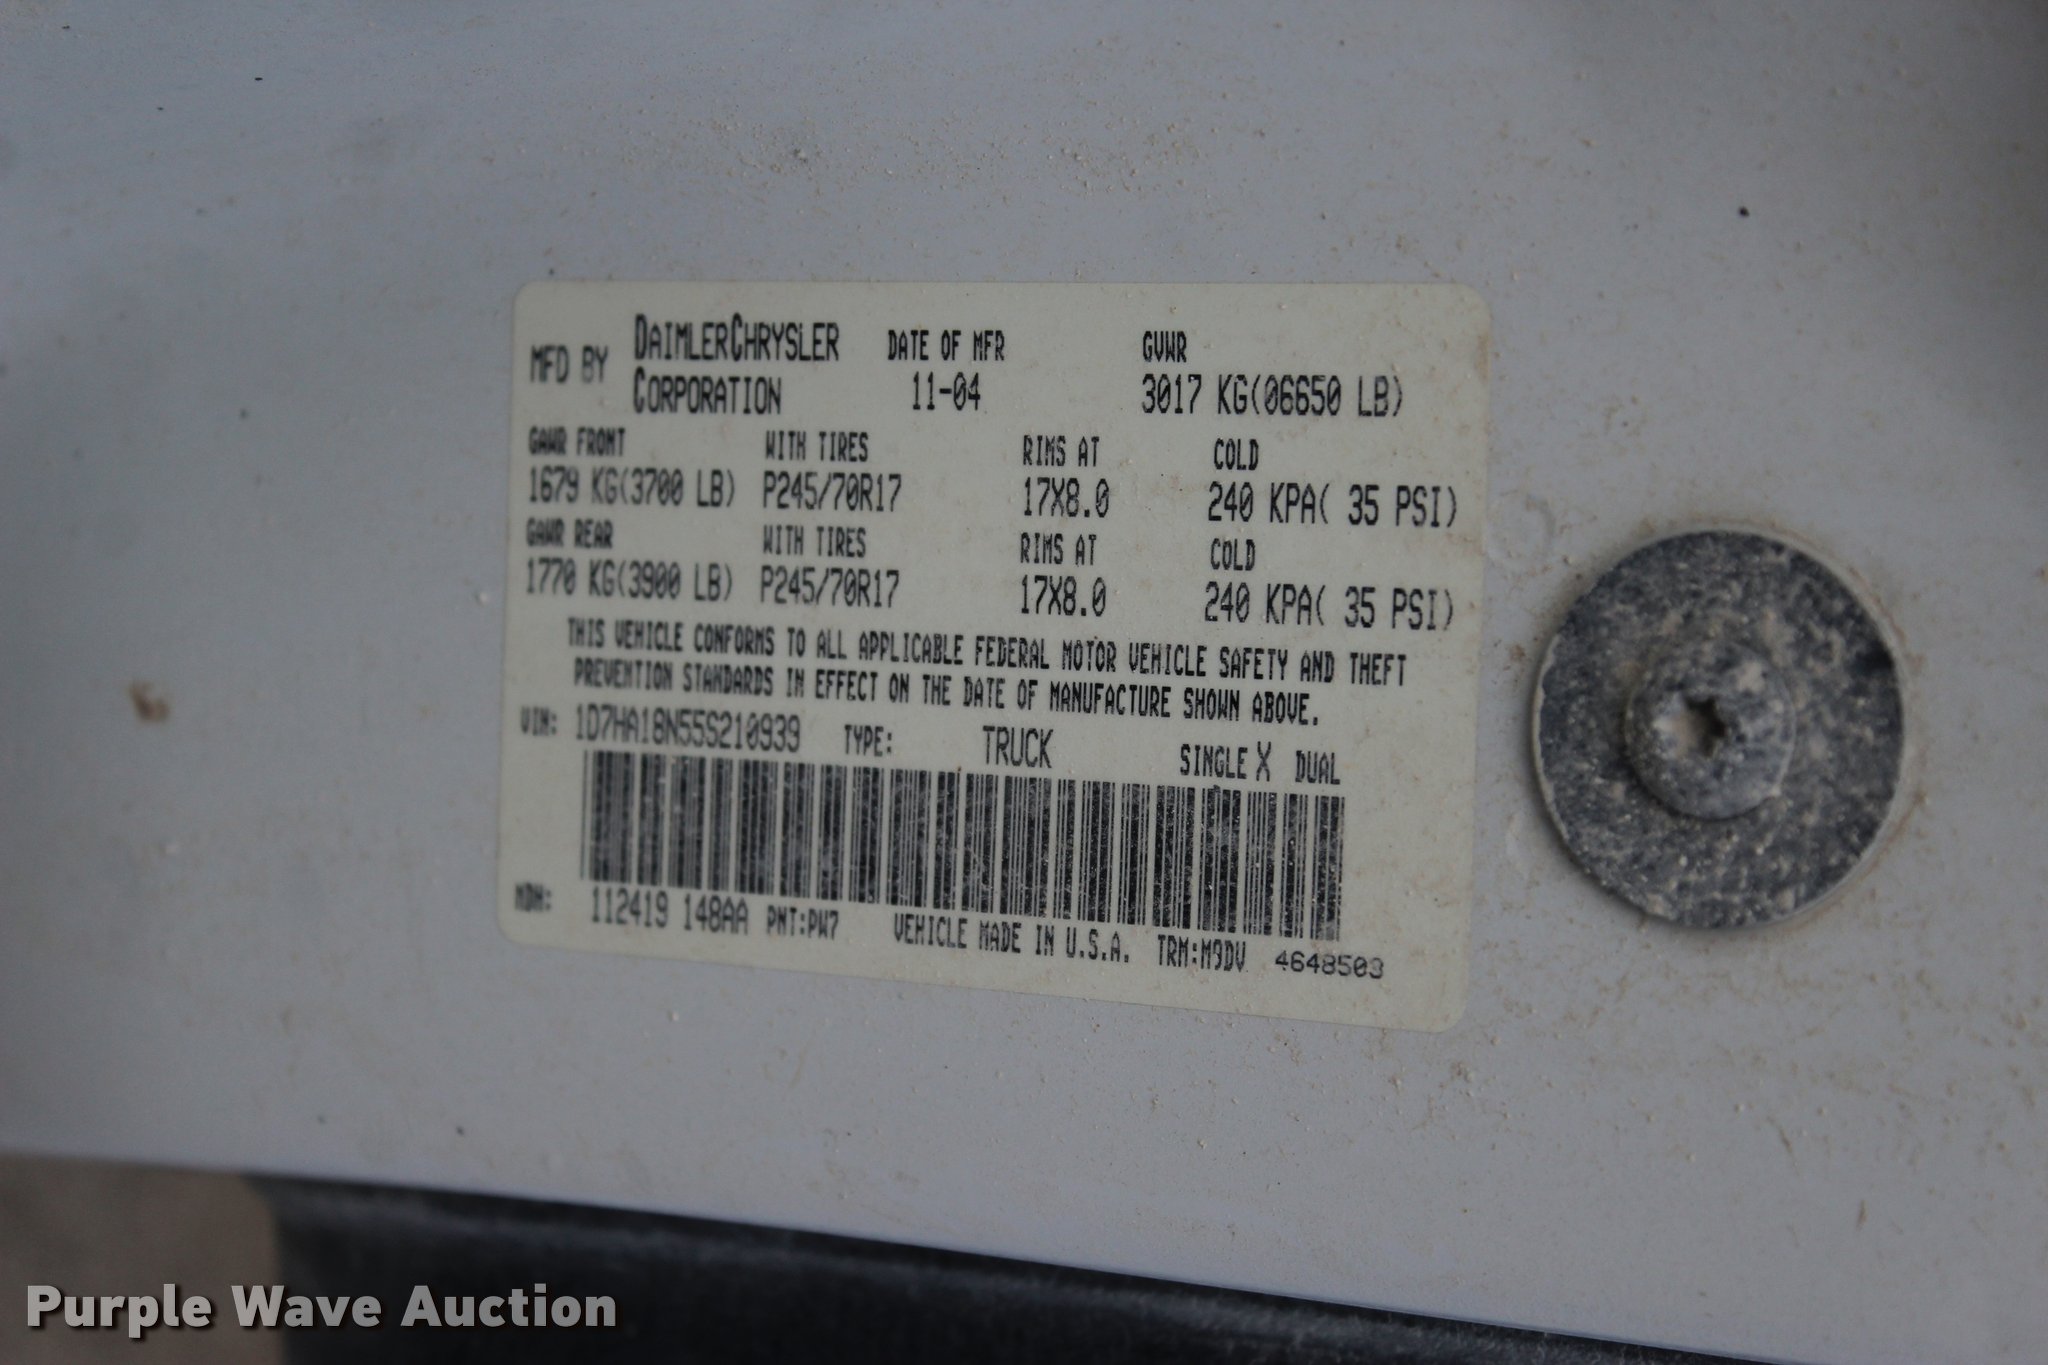 MFD BY DAIMLERCHRYSLER CORPORATION DATE OF MFR 11-04 GVWR 3017 KG(06650 LB)
GAWR FRONT WITH TIRES RIMS AT COLD
1679 KG(3700 LB) P245/70R17 17X8.0 240 KPA( 35 PSI)
GAWR REAR WITH TIRES RIMS AT COLD
1770 KG(3900 LB) P245/70R17 17X8.0 240 KPA( 35 PSI)
THIS VEHICLE CONFORMS TO ALL APPLICABLE FEDERAL MOTOR VEHICLE SAFETY AND THEFT
PREVENTION STANDARDS IN EFFECT ON THE DATE OF MANUFACTURE SHOWN ABOVE.
VIN: 1D7HA18N55S210939 TYPE: TRUCK SINGLE X DUAL
MDH: 112419 148AA PNT:PW7 VEHICLE MADE IN U.S.A. TRM:M9DV 4648503
Purple Wave Auction